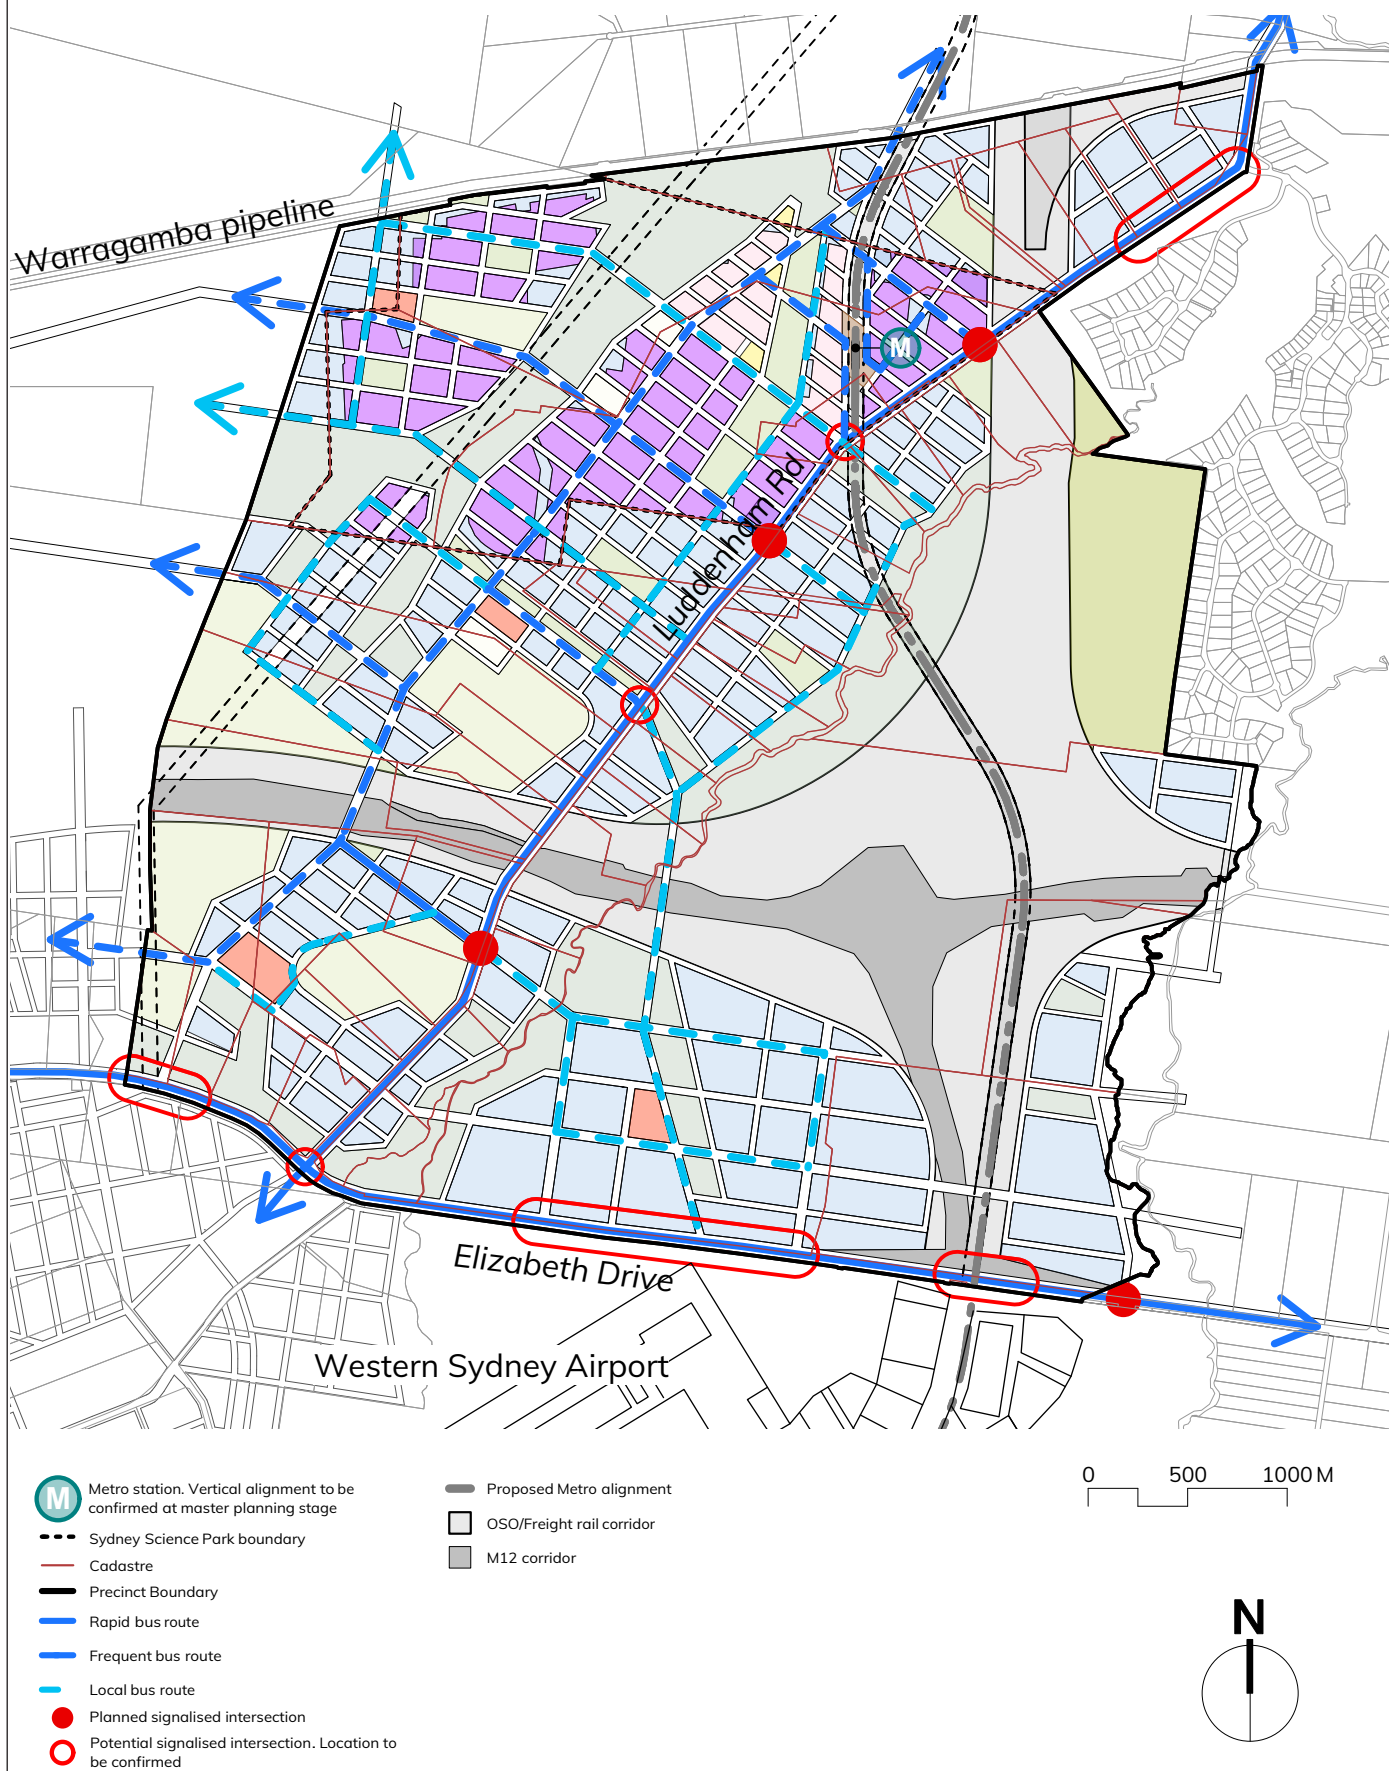 Warragamba pipeline
M
Luddenham Rd
Elizabeth Drive
Western Sydney Airport
M
Metro station. Vertical alignment to be
confirmed at master planning stage
Sydney Science Park boundary
Cadastre
Precinct Boundary
Rapid bus route
Frequent bus route
Local bus route
Planned signalised intersection
Potential signalised intersection. Location to
be confirmed
Proposed Metro alignment
OSO/Freight rail corridor
M12 corridor
0 500 1000 M
N